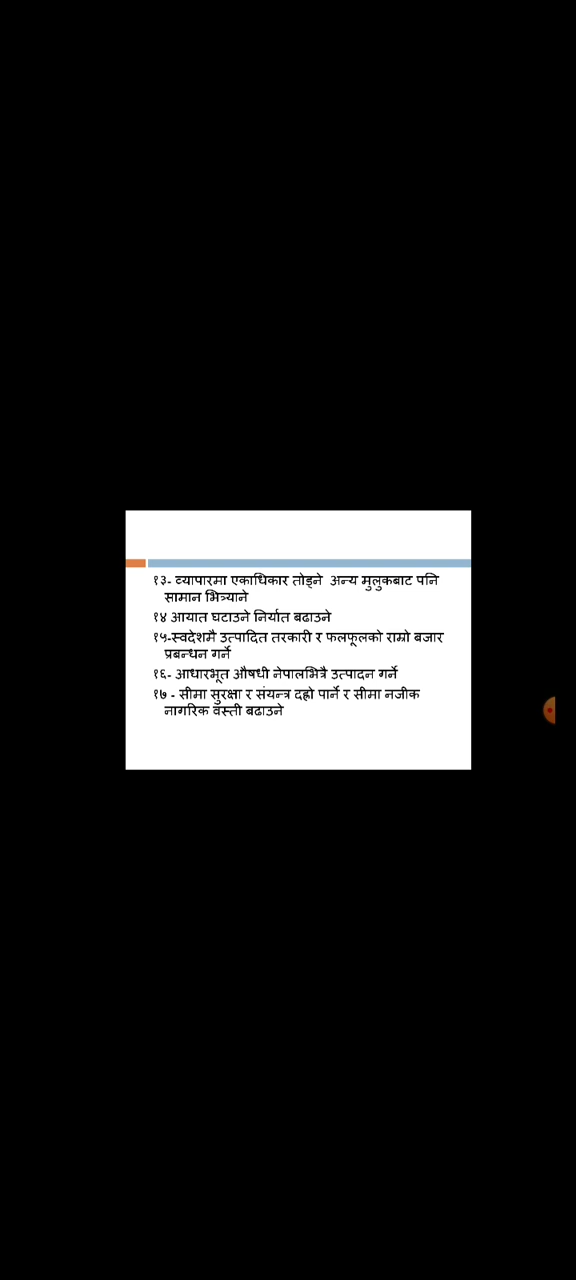 १३- व्यापारमा एकाधिकार तोड्ने अन्य मुलुकबाट पनि
सामान भित्र्याने
१४ आयात घटाउने निर्यात बढाउने
१५-स्वदेशमै उत्पादित तरकारी र फलफूलको राम्रो बजार
प्रबन्धन गर्ने
१६- आधारभूत औषधी नेपालभित्रै उत्पादन गर्ने
१७ - सीमा सुरक्षा र संयन्त्र दह्रो पार्ने र सीमा नजीक
नागरिक वस्ती बढाउने